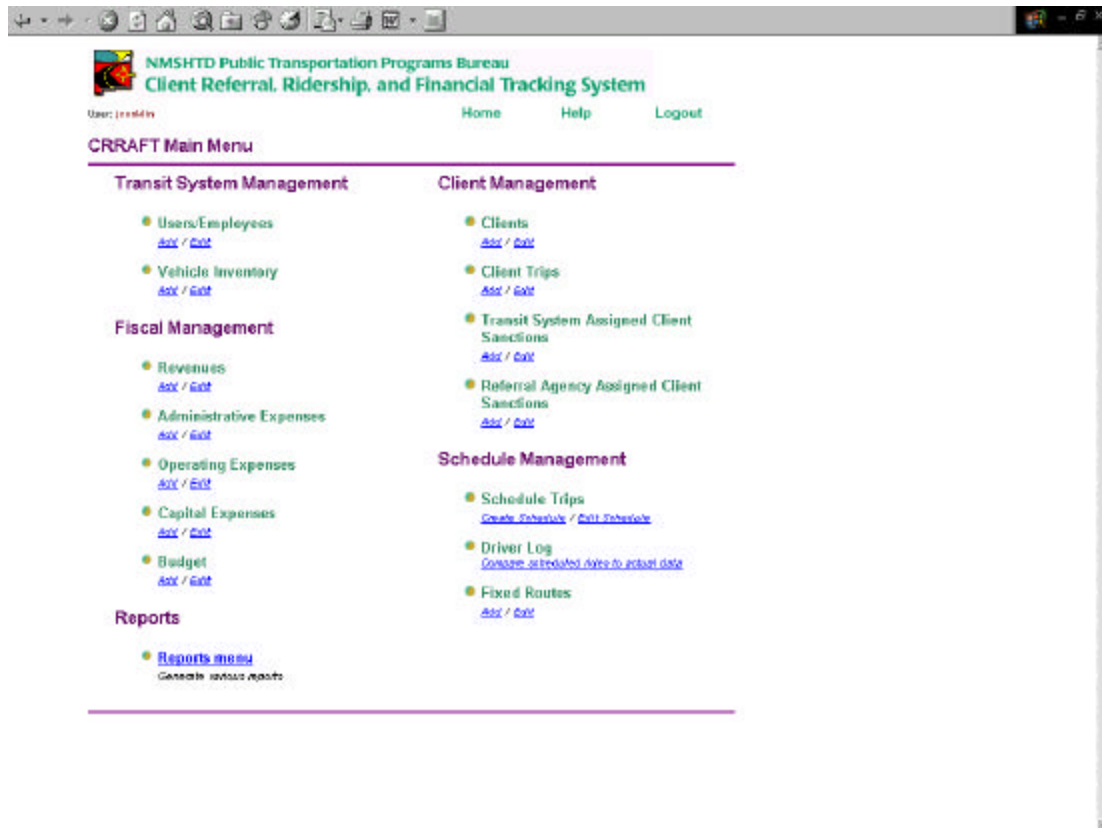 NMSHTD Public Transportation Programs Bureau
Client Referral, Ridership, and Financial Tracking System
User:
Home Help Logout
CRRAFT Main Menu
Transit System Management
Users/Employees
Add / Edit
Vehicle Inventory
Add / Edit
Fiscal Management
Revenues
Add / Edit
Administrative Expenses
Add / Edit
Operating Expenses
Add / Edit
Capital Expenses
Add / Edit
Budget
Add / Edit
Reports
Reports menu
Generate various reports
Client Management
Clients
Add / Edit
Client Trips
Add / Edit
Transit System Assigned Client
Sanctions
Add / Edit
Referral Agency Assigned Client
Sanctions
Add / Edit
Schedule Management
Schedule Trips
Create Schedule / Edit Schedule
Driver Log
Compare scheduled rides to actual data
Fixed Routes
Add / Edit